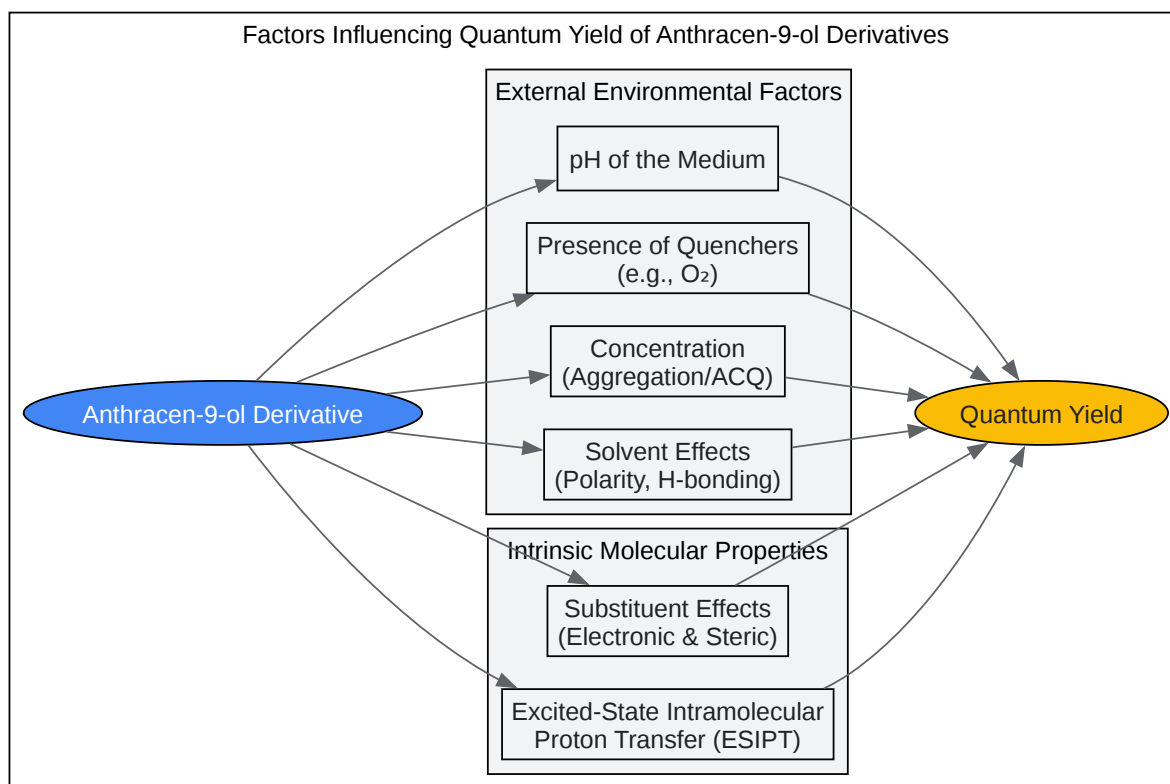 Factors Influencing Quantum Yield of Anthracen-9-ol Derivatives
External Environmental Factors
pH of the Medium
Presence of Quenchers
(e.g., O₂)
Concentration
(Aggregation/ACQ)
Anthracen-9-ol Derivative
Quantum Yield
Solvent Effects
(Polarity, H-bonding)
Intrinsic Molecular Properties
Substituent Effects
(Electronic & Steric)
Excited-State Intramolecular
Proton Transfer (ESIPT)